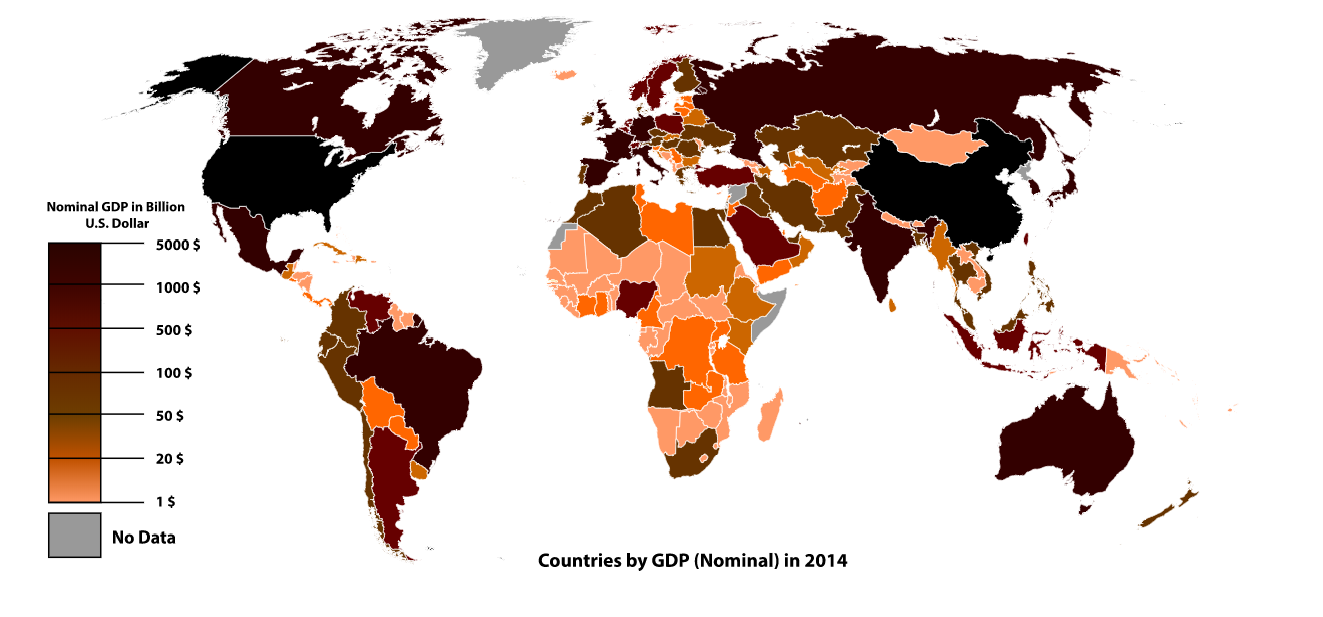 Nominal GDP in Billion
U.S. Dollar
5000 $
1000 $
500 $
100 $
50 $
20 $
1 $
No Data
Countries by GDP (Nominal) in 2014